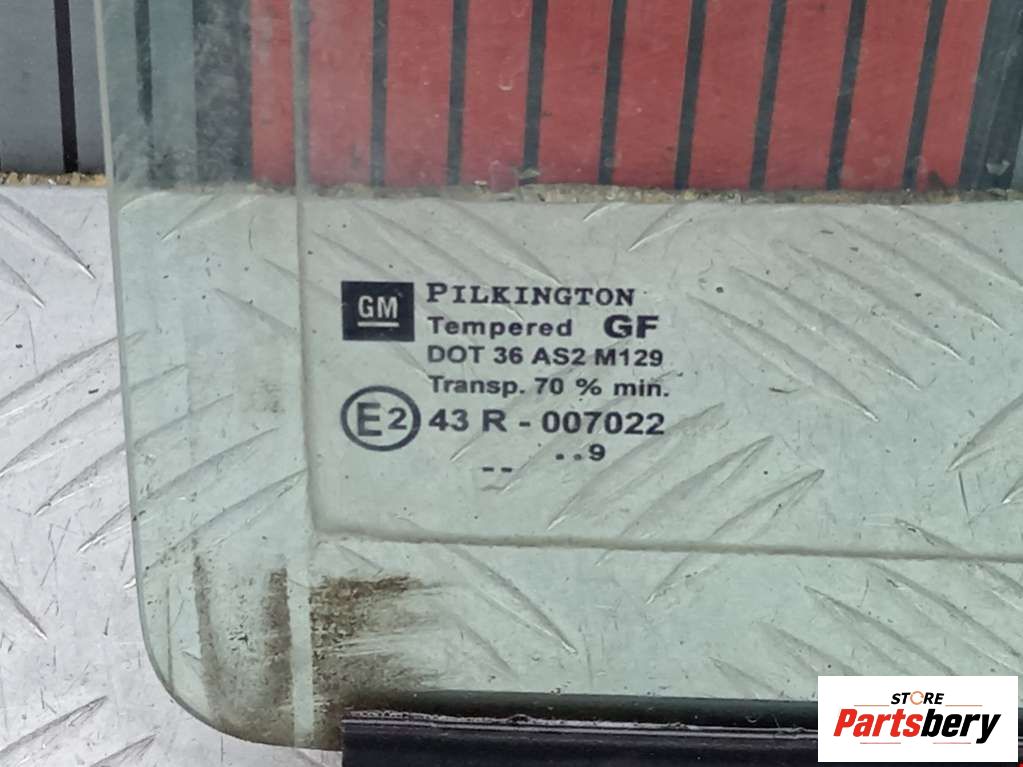 GM
PILKINGTON
Tempered GF
DOT 36 AS2 M129
Transp. 70 % min.
E2 43 R - 007022
-- ..9
STORE
Partsbery